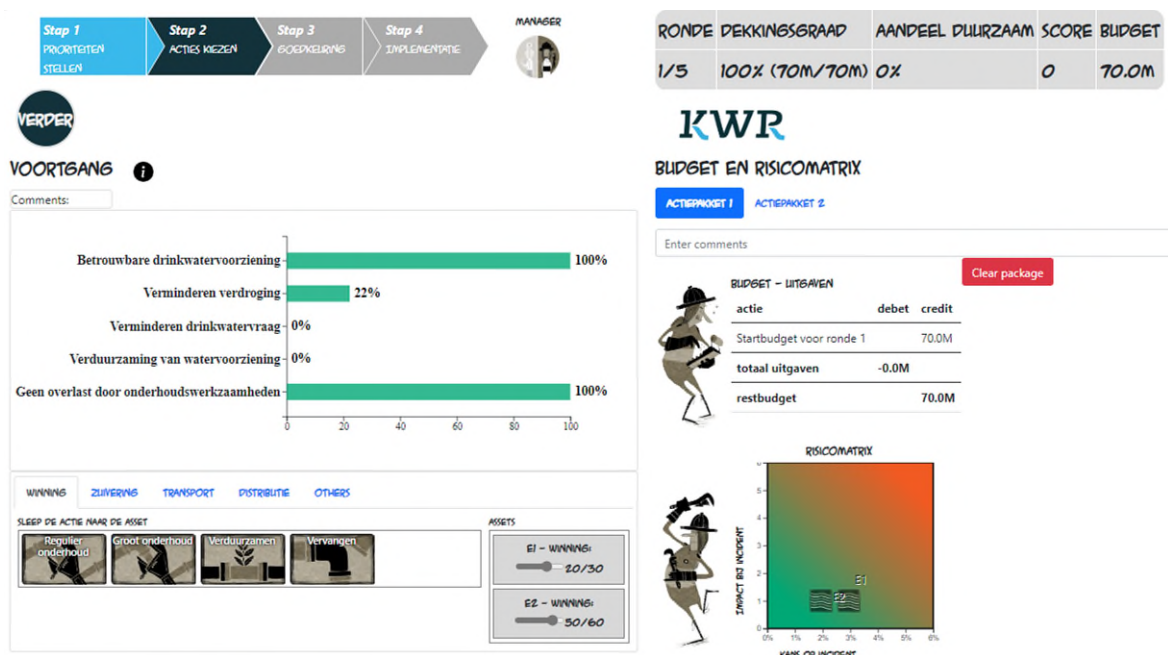 Stap 1
PRIORITEITEN
STELLEN
Stap 2
ACTIES KIEZEN
Stap 3
GOEDKEURING
Stap 4
IMPLEMENTATIE
MANAGER
VERDER
VOORTGANG i
Comments:
Betrouwbare drinkwatervoorziening 100%
Verminderen verdroging 22%
Verminderen drinkwatervraag 0%
Verduurzaming van watervoorziening 0%
Geen overlast door onderhoudswerkzaamheden 100%
0 20 40 60 80 100
WINNING ZUIVERING TRANSPORT DISTRIBUTIE OTHERS
SLEEP DE ACTIE NAAR DE ASSET
Regulier
onderhoud
Groot onderhoud
Verduurzamen
Vervangen
ASSETS
E1 - WINNING:
20/30
E2 - WINNING:
50/60
RONDE DEKKINGSGRAAD AANDEEL DUURZAAM SCORE BUDGET
1/5 100% (70M/70M) 0% 0 70.0M
KWR
BUDGET EN RISICOMATRIX
ACTIEPAKKET 1 ACTIEPAKKET 2
Enter comments
Clear package
BUDGET - UITGAVEN
actie debet credit
Startbudget voor ronde 1 70.0M
totaal uitgaven -0.0M
restbudget 70.0M
RISICOMATRIX
IMPACT BIJ INCIDENT
5
4
3
2
1
0
E1
E2
0% 1% 2% 3% 4% 5% 6%
KANS OP INCIDENT